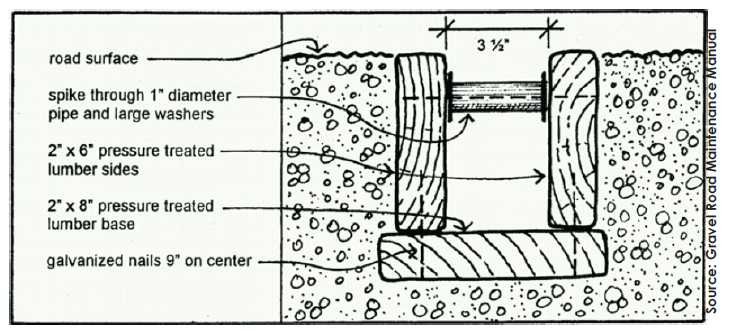 3 ½"
road surface
spike through 1" diameter
pipe and large washers
2" x 6" pressure treated
lumber sides
2" x 8" pressure treated
lumber base
galvanized nails 9" on center
Source: Gravel Road Maintenance Manual